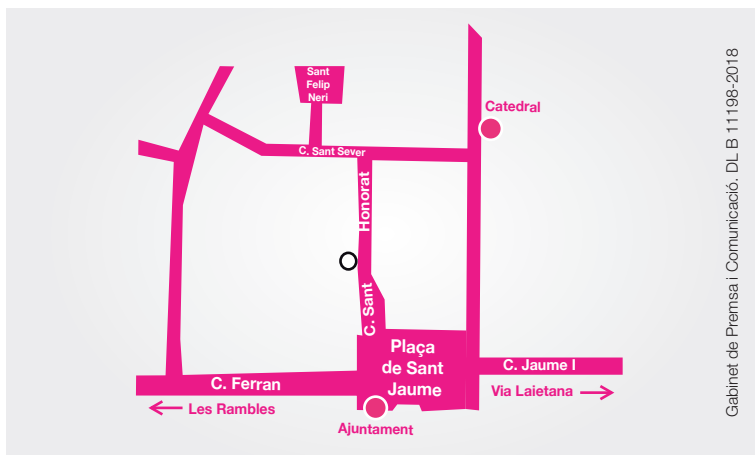 Sant
Felip
Neri
Catedral
C. Sant Sever
C. Sant Honorat
Plaça
de Sant
Jaume
C. Jaume I
C. Ferran
Via Laietana
Les Rambles
Ajuntament
Gabinet de Premsa i Comunicació. DL B 11198-2018